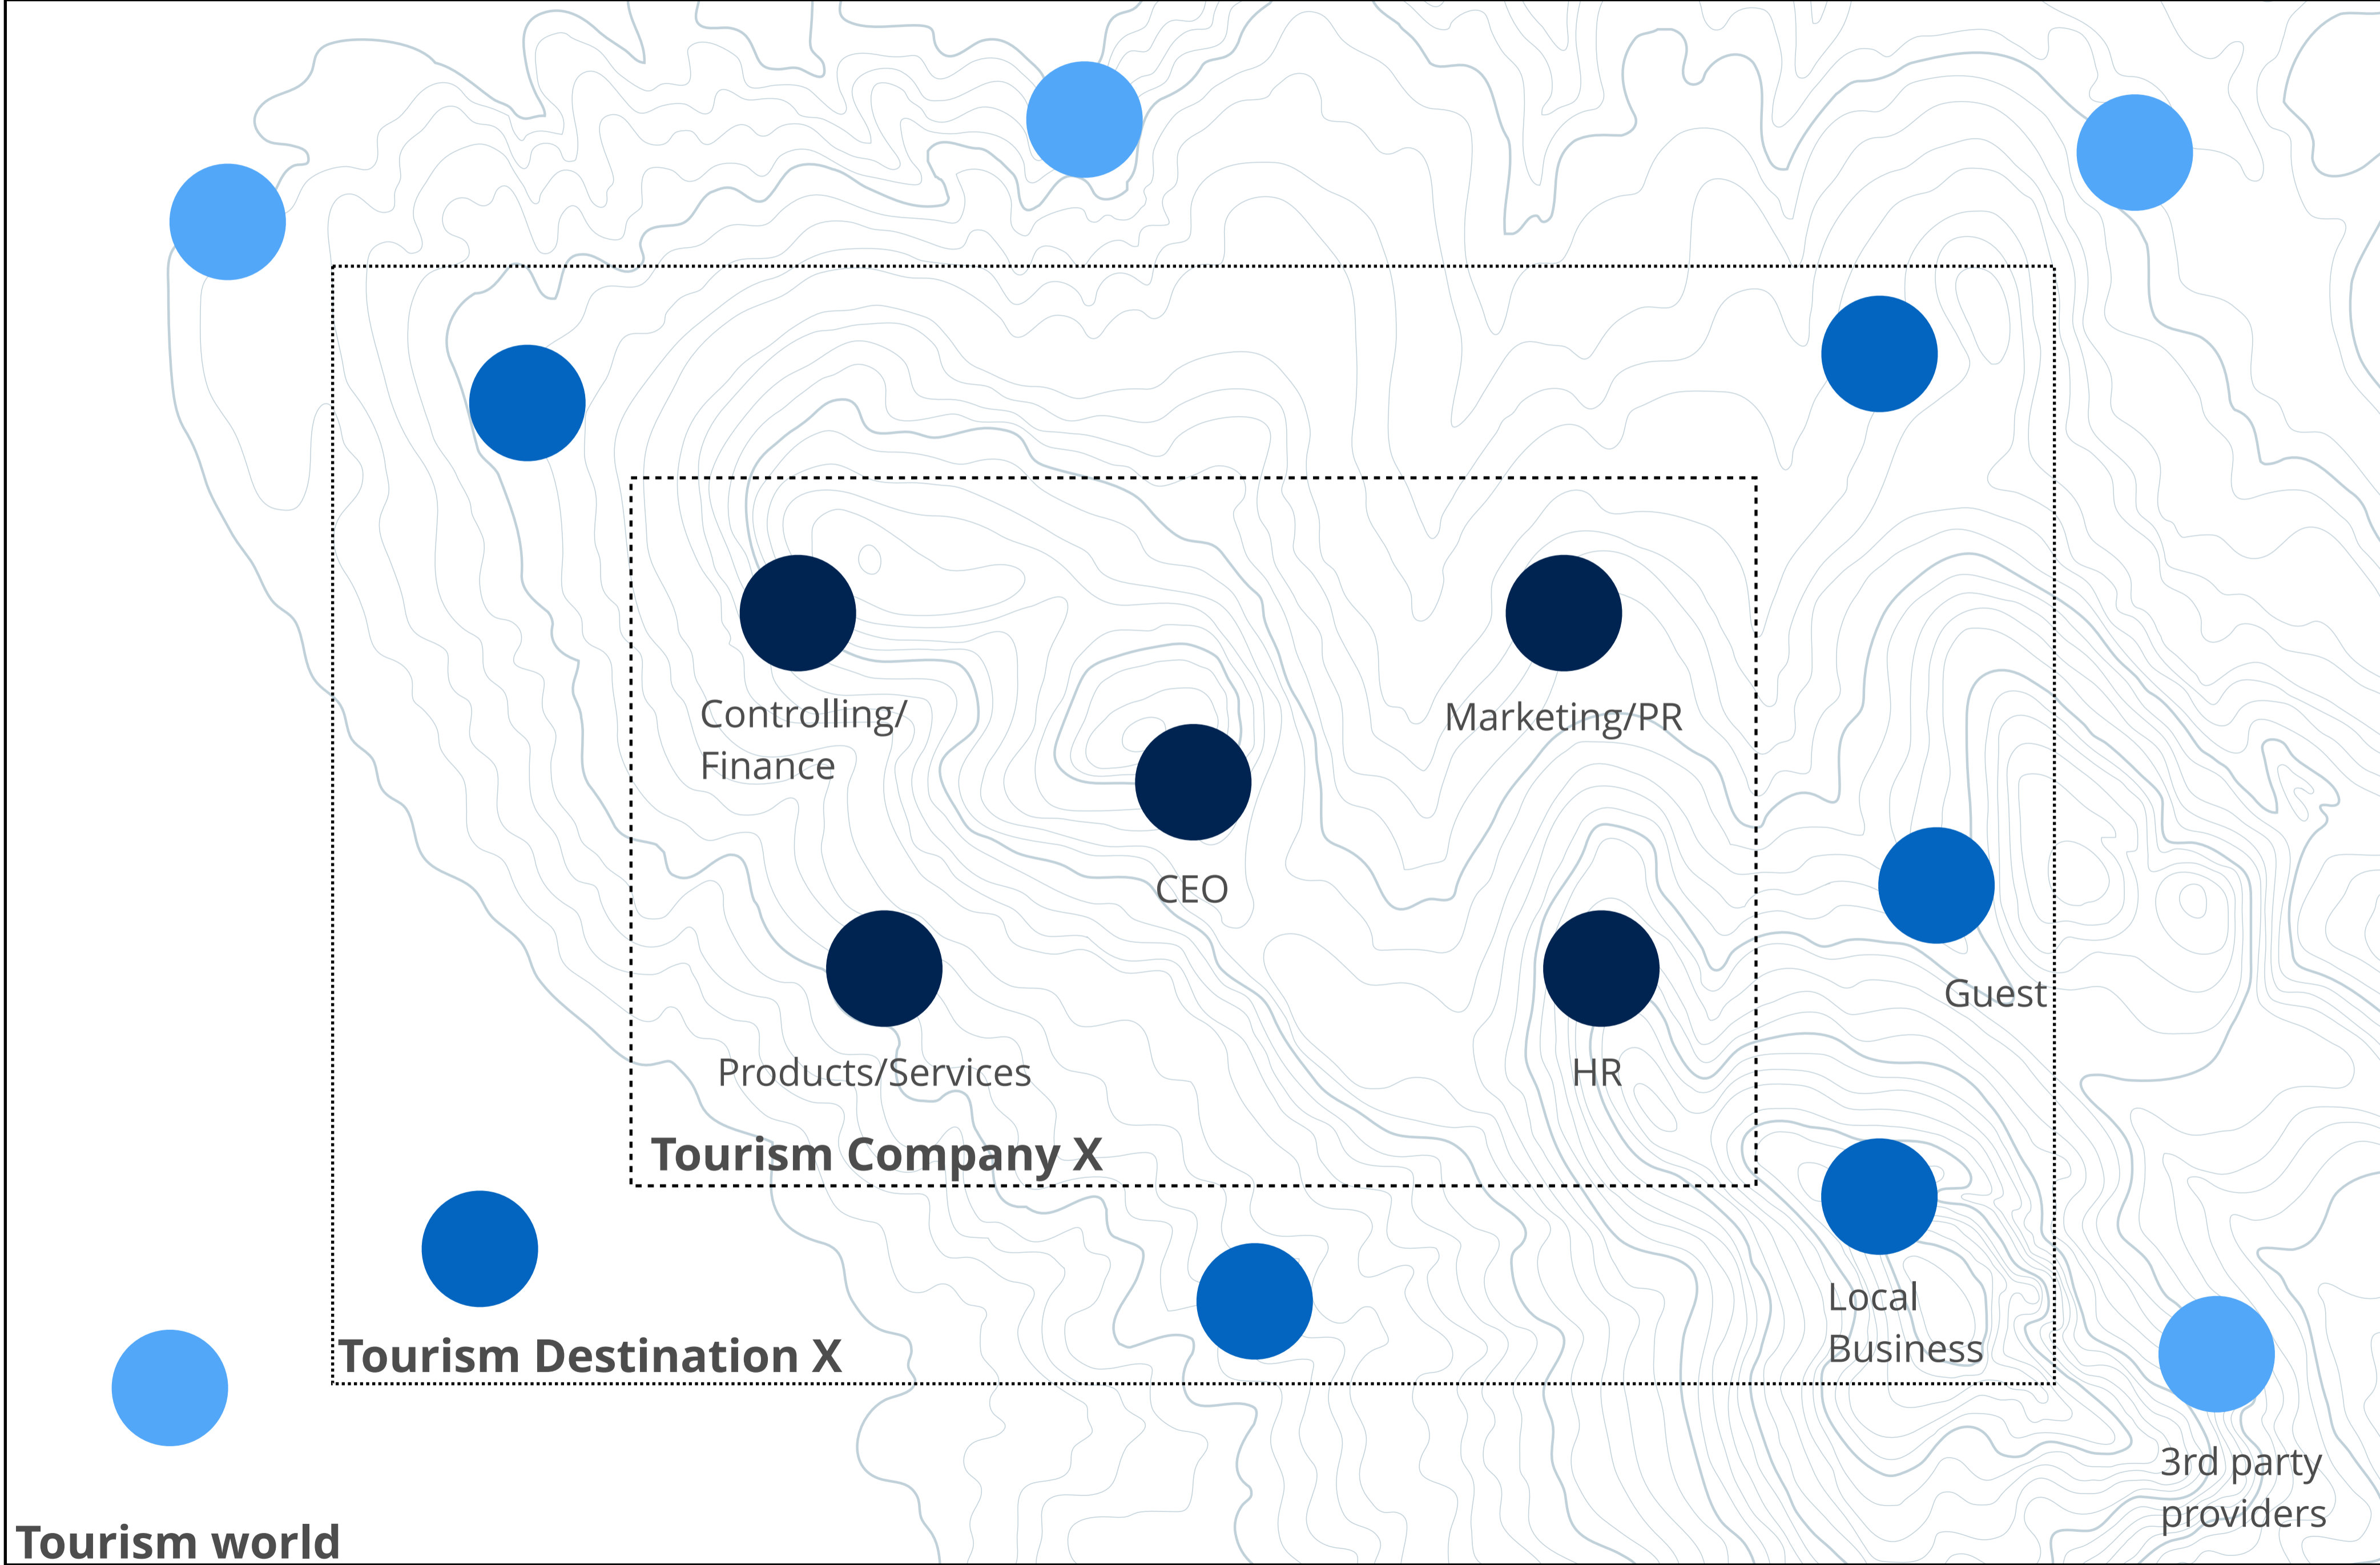 Controlling/
Finance
Marketing/PR
CEO
Guest
Products/Services
HR
Tourism Company X
Local
Business
Tourism Destination X
3rd party
providers
Tourism world